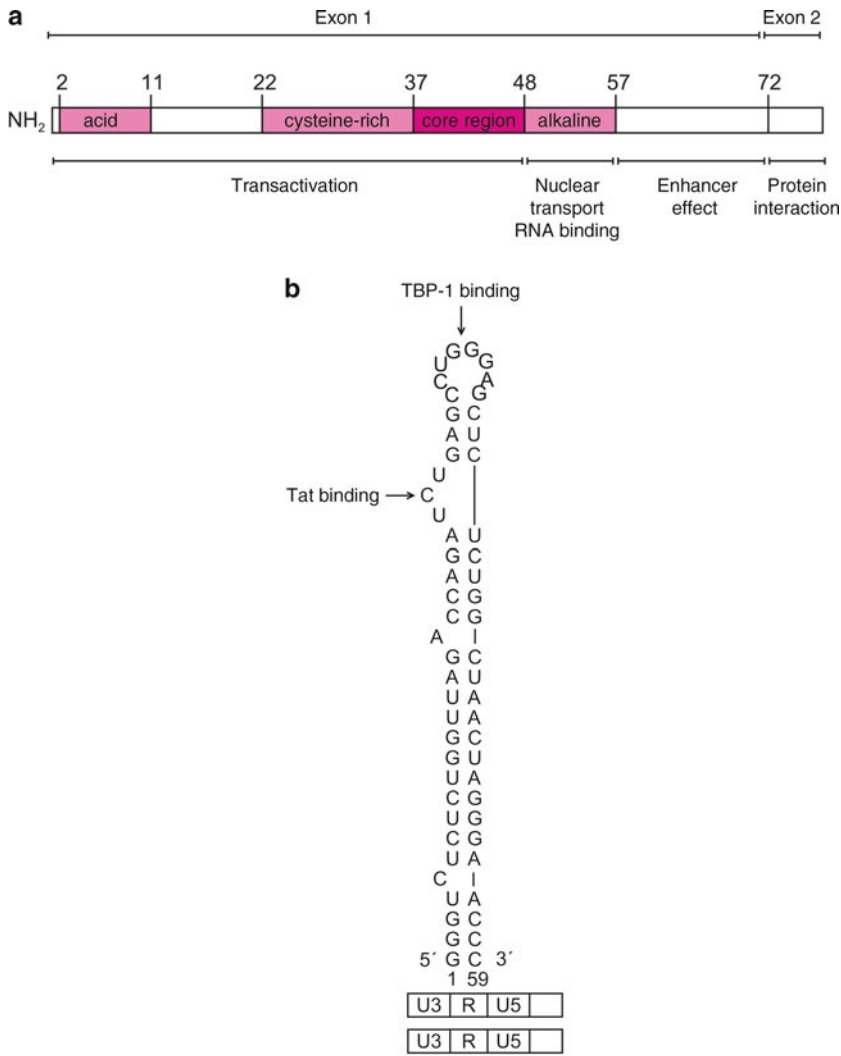 a
Exon 1 Exon 2
2 11 22 37 48 57 72
NH2 acid cysteine-rich core region alkaline
Transactivation
Nuclear
transport
RNA binding
Enhancer
effect
Protein
interaction
b
TBP-1 binding
G G
U G
C A
C G
G C
A U
G C
U
Tat binding C
U
A U
G C
A U
C G
C G
A
G C
A U
U A
U A
G C
G U
U A
C G
U G
C G
U A
C
U A
G C
G C
5´ G C 3´
1 59
U3 R U5
U3 R U5